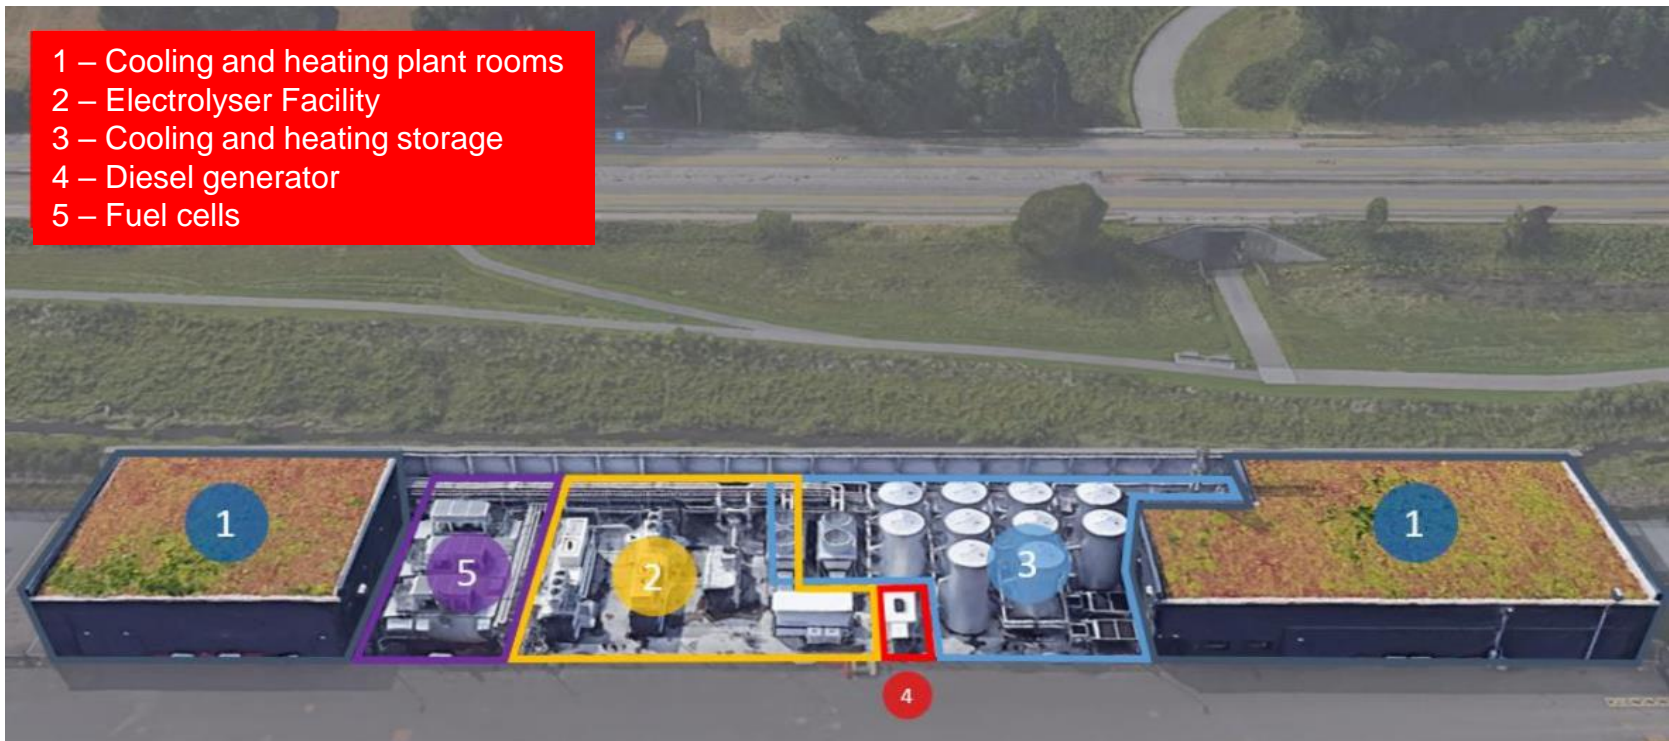 1 – Cooling and heating plant rooms
2 – Electrolyser Facility
3 – Cooling and heating storage
4 – Diesel generator
5 – Fuel cells
1
5
2
3
1
4